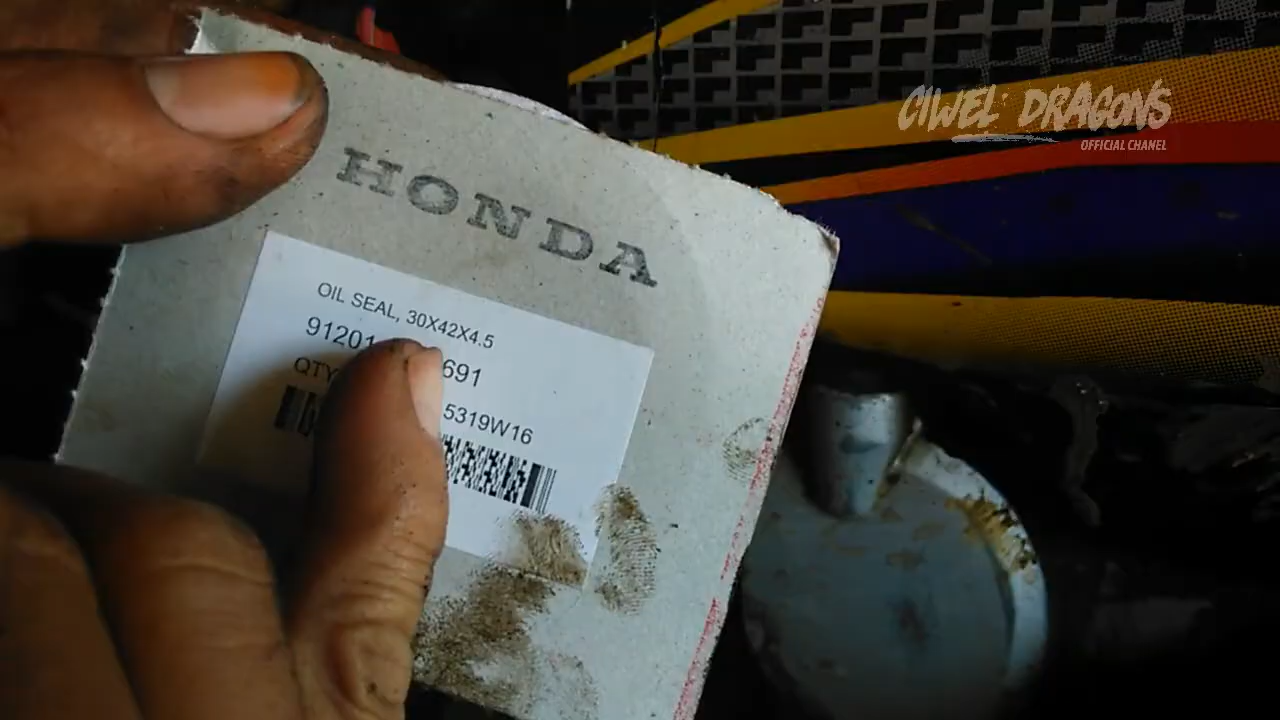 CIWEL DRAGONS
OFFICIAL CHANEL
HONDA
OIL SEAL, 30X42X4.5
91201 691
QTY
5319W16